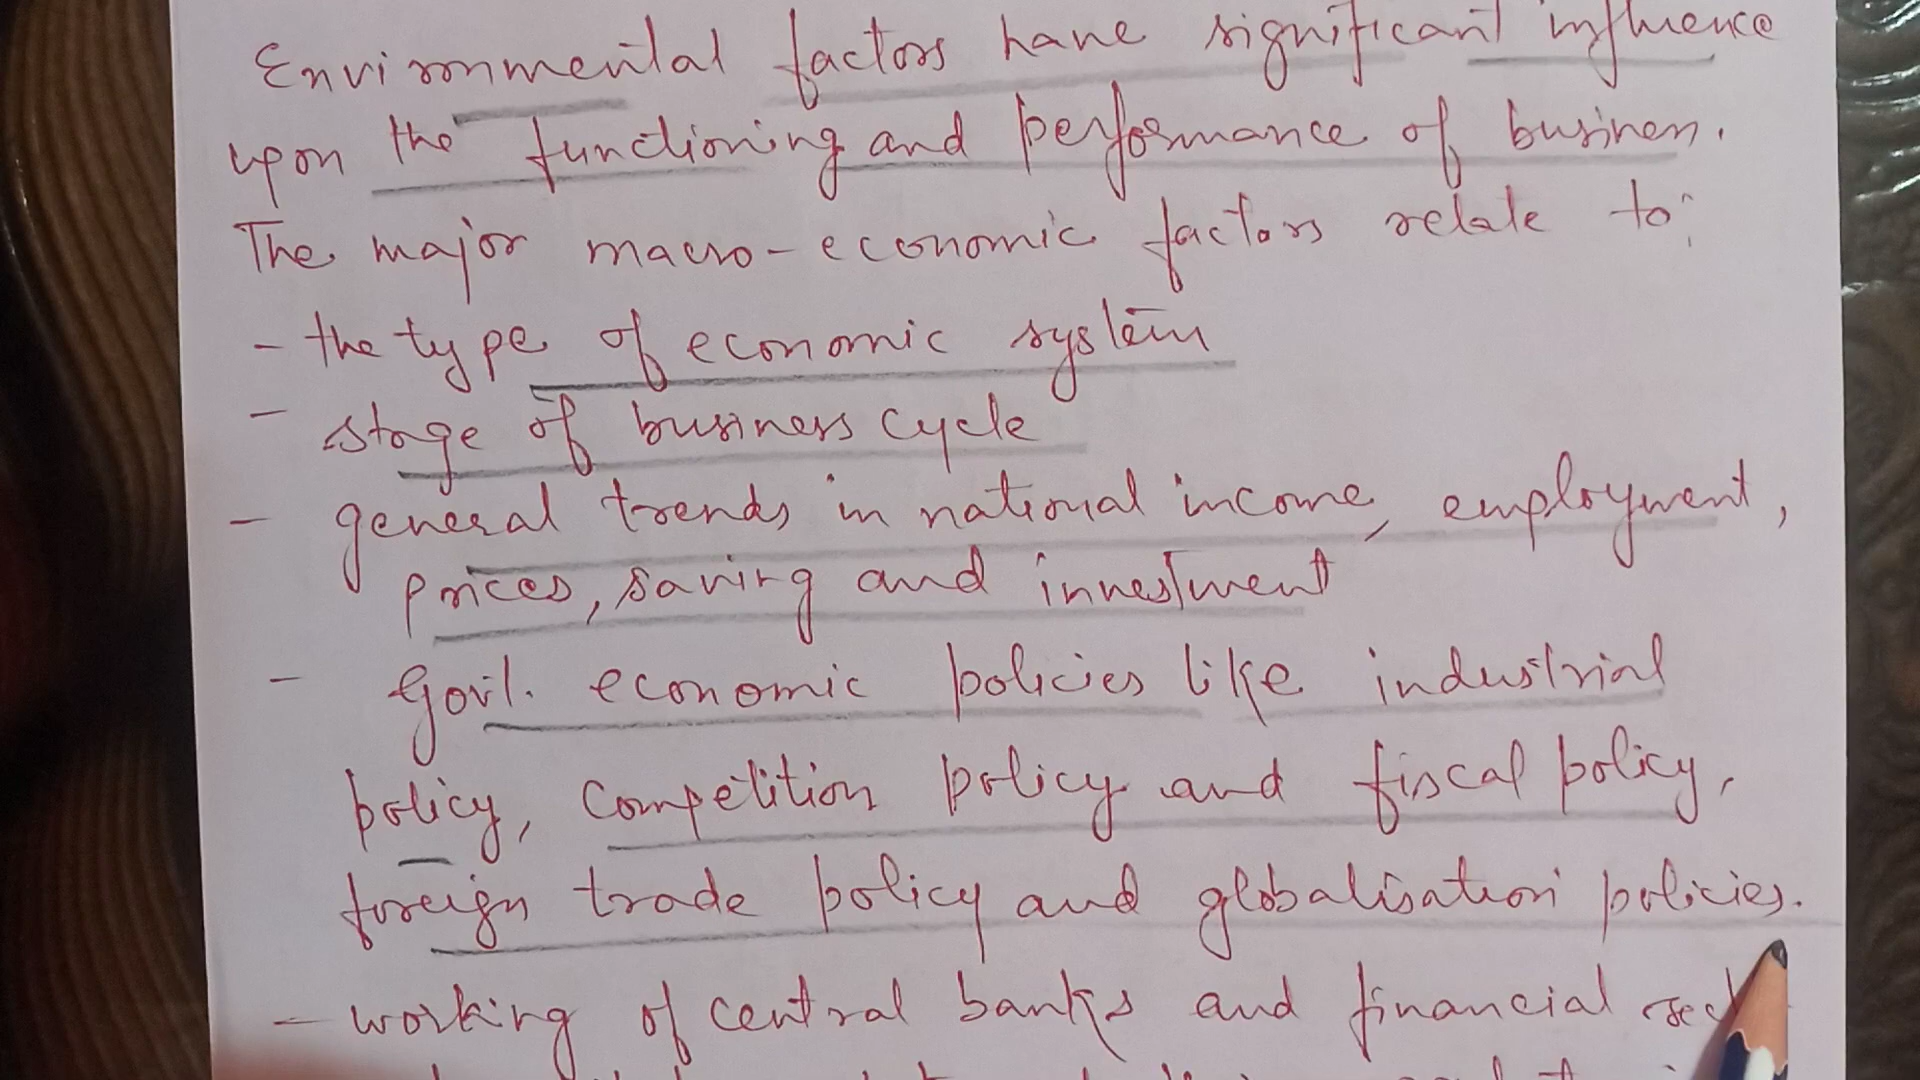 Environmental factors have significant influence
upon the functioning and performance of business.
The major macro-economic factors relate to:
- the type of economic system
- stage of business cycle
- general trends in national income, employment,
prices, saving and investment
- Govt. economic policies like industrial
policy, Competition policy and fiscal policy,
foreign trade policy and globalisation policies.
- working of central banks and financial